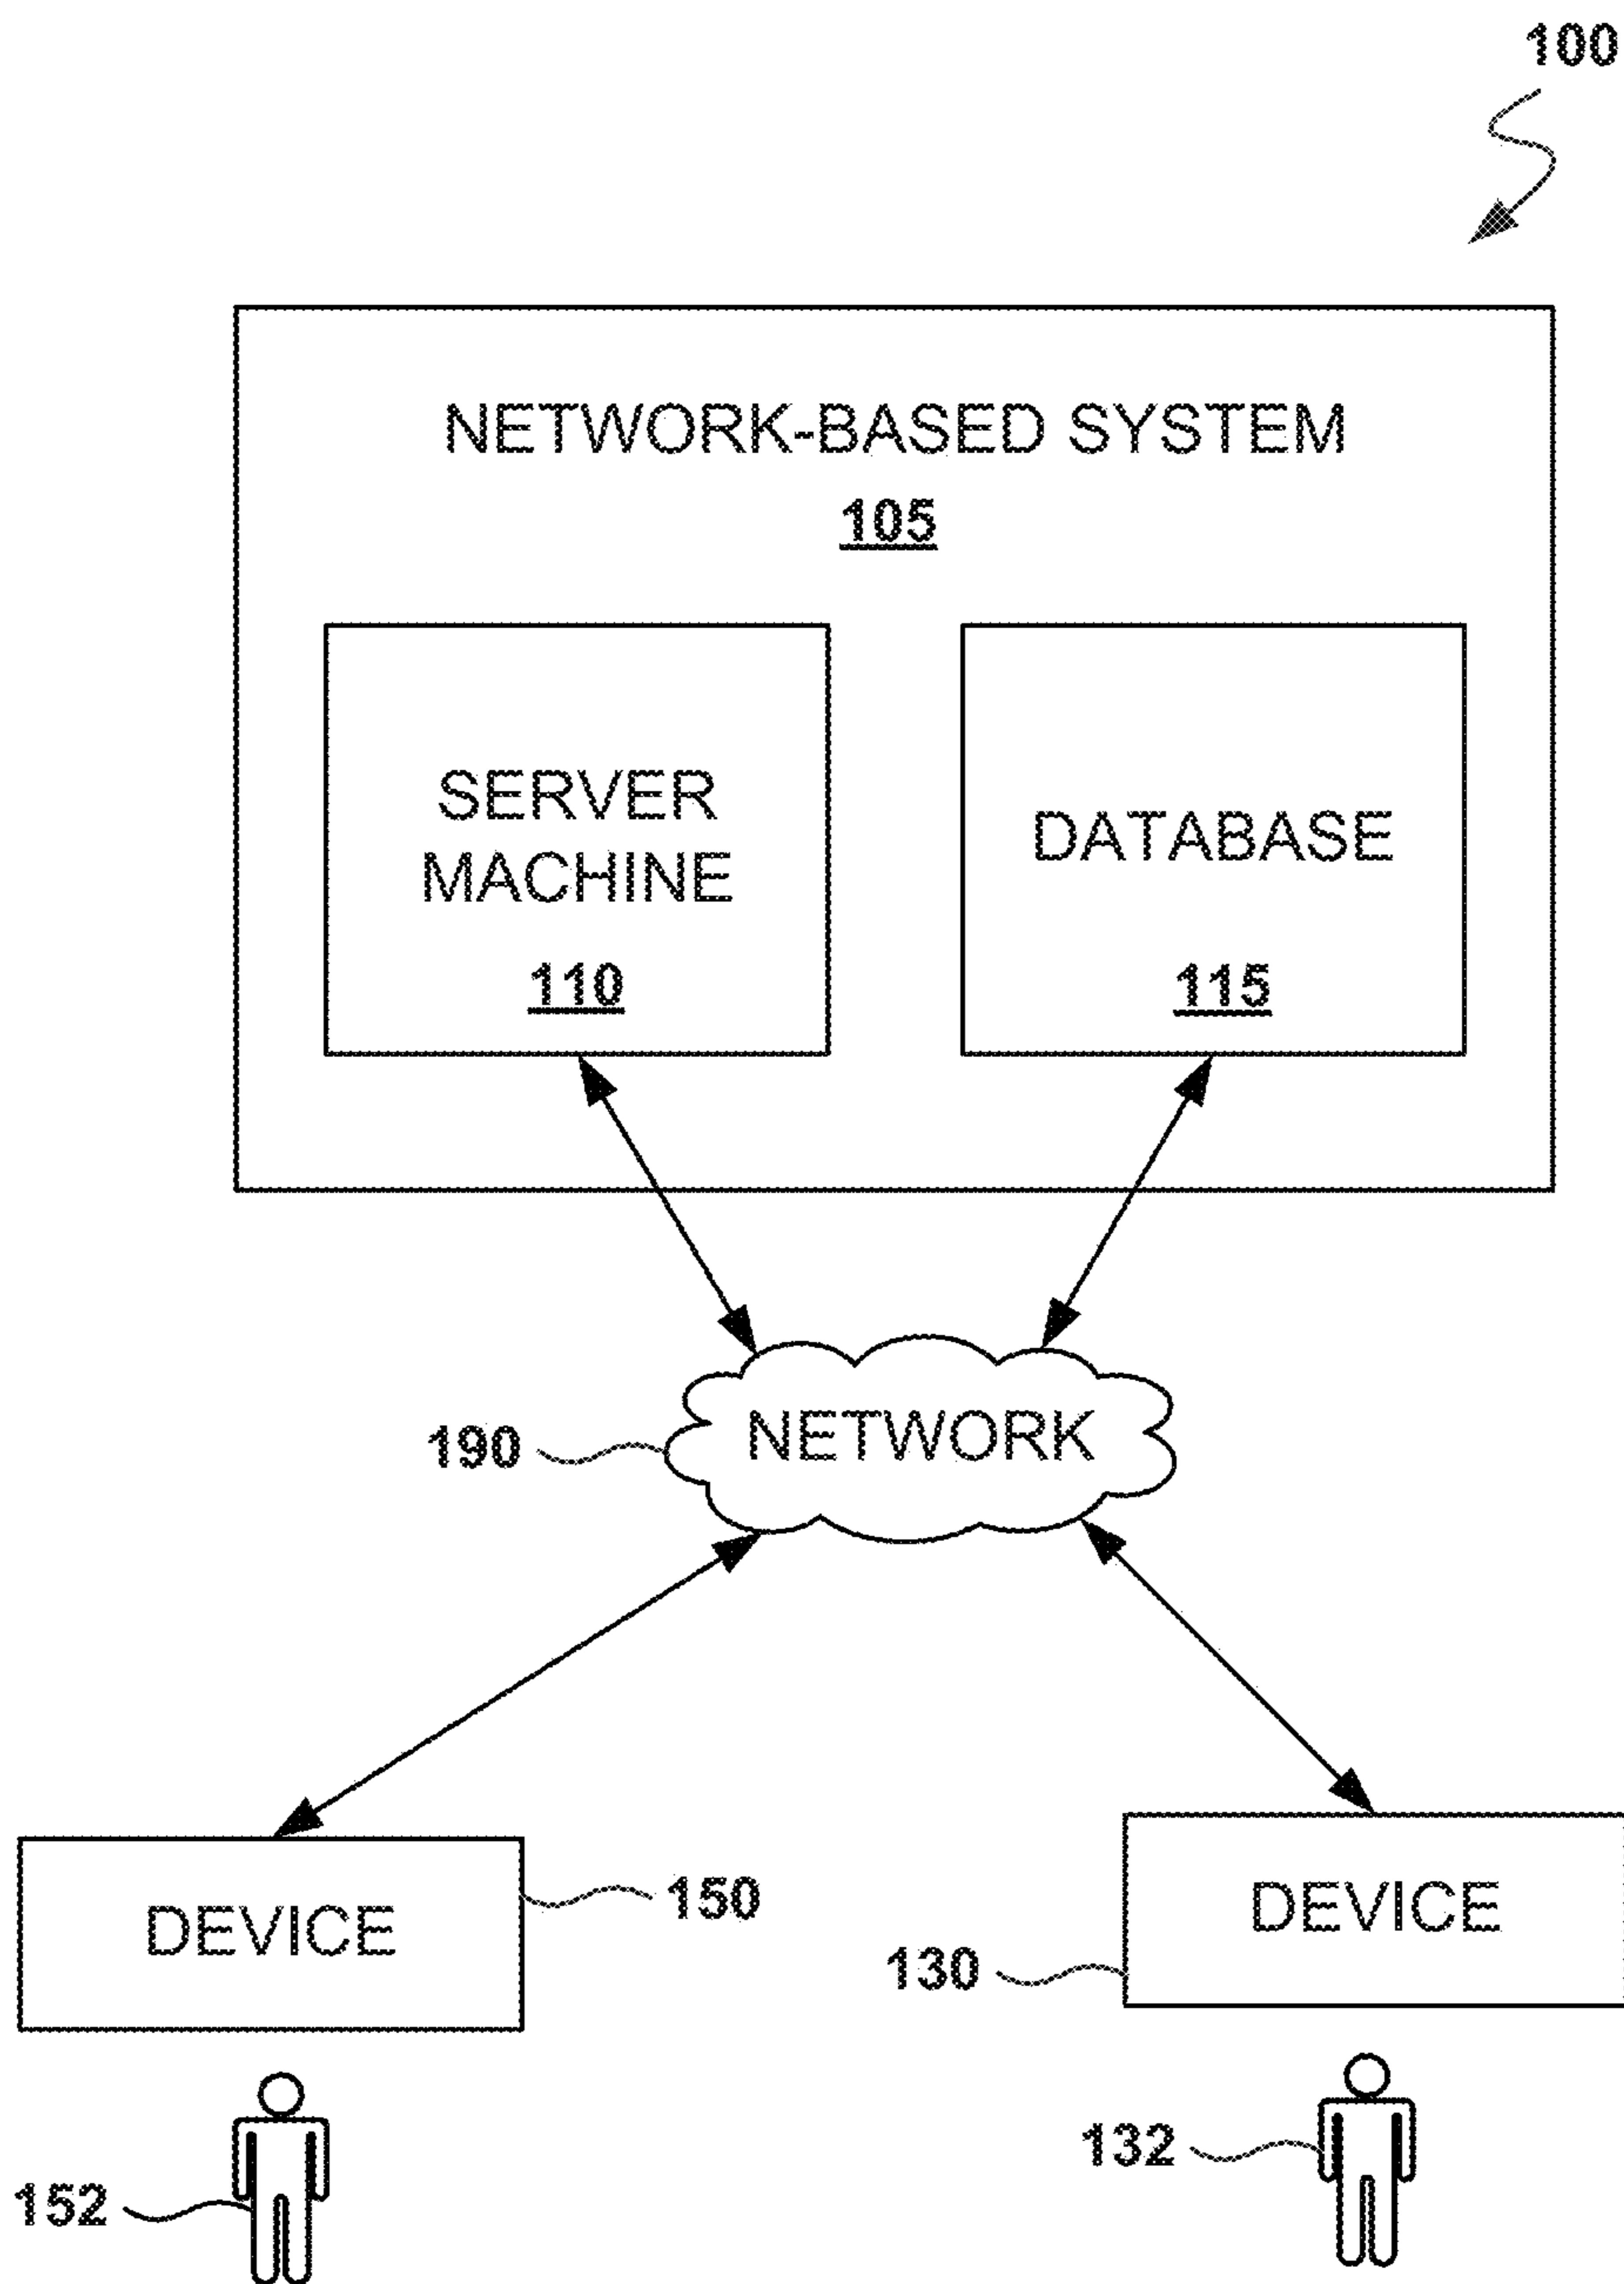 100
NETWORK-BASED SYSTEM
105
SERVER
MACHINE
110
DATABASE
115
190
NETWORK
DEVICE
150
130
DEVICE
152
132